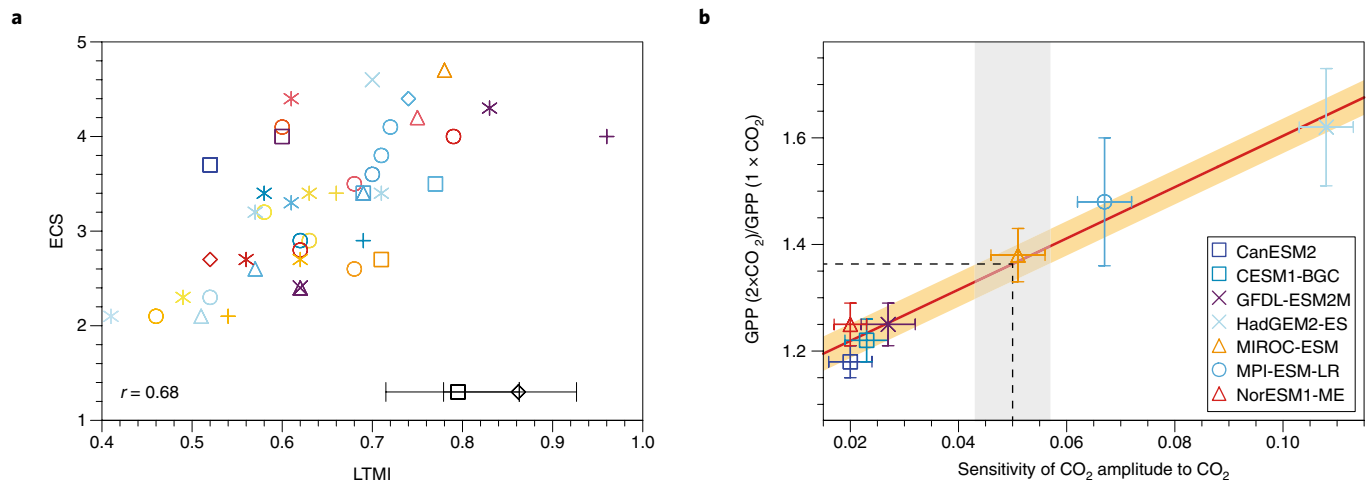 a
5
4
3
2
1
ECS
r = 0.68
0.4
0.5
0.6
0.7
0.8
0.9
1.0
LTMI
b
GPP (2×CO₂)/GPP (1 × CO₂)
1.6
1.4
1.2
CanESM2
CESM1-BGC
GFDL-ESM2M
HadGEM2-ES
MIROC-ESM
MPI-ESM-LR
NorESM1-ME
0.02
0.04
0.06
0.08
0.10
Sensitivity of CO₂ amplitude to CO₂